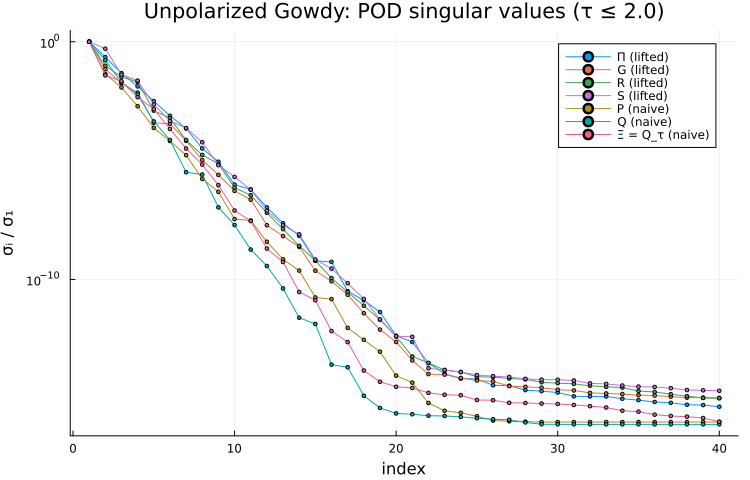 Unpolarized Gowdy: POD singular values (τ ≤ 2.0)
10⁰
Π (lifted)
G (lifted)
R (lifted)
S (lifted)
P (naive)
Q (naive)
Ξ = Q_τ (naive)
σᵢ / σ₁
10⁻¹⁰
0 10 20 30 40
index